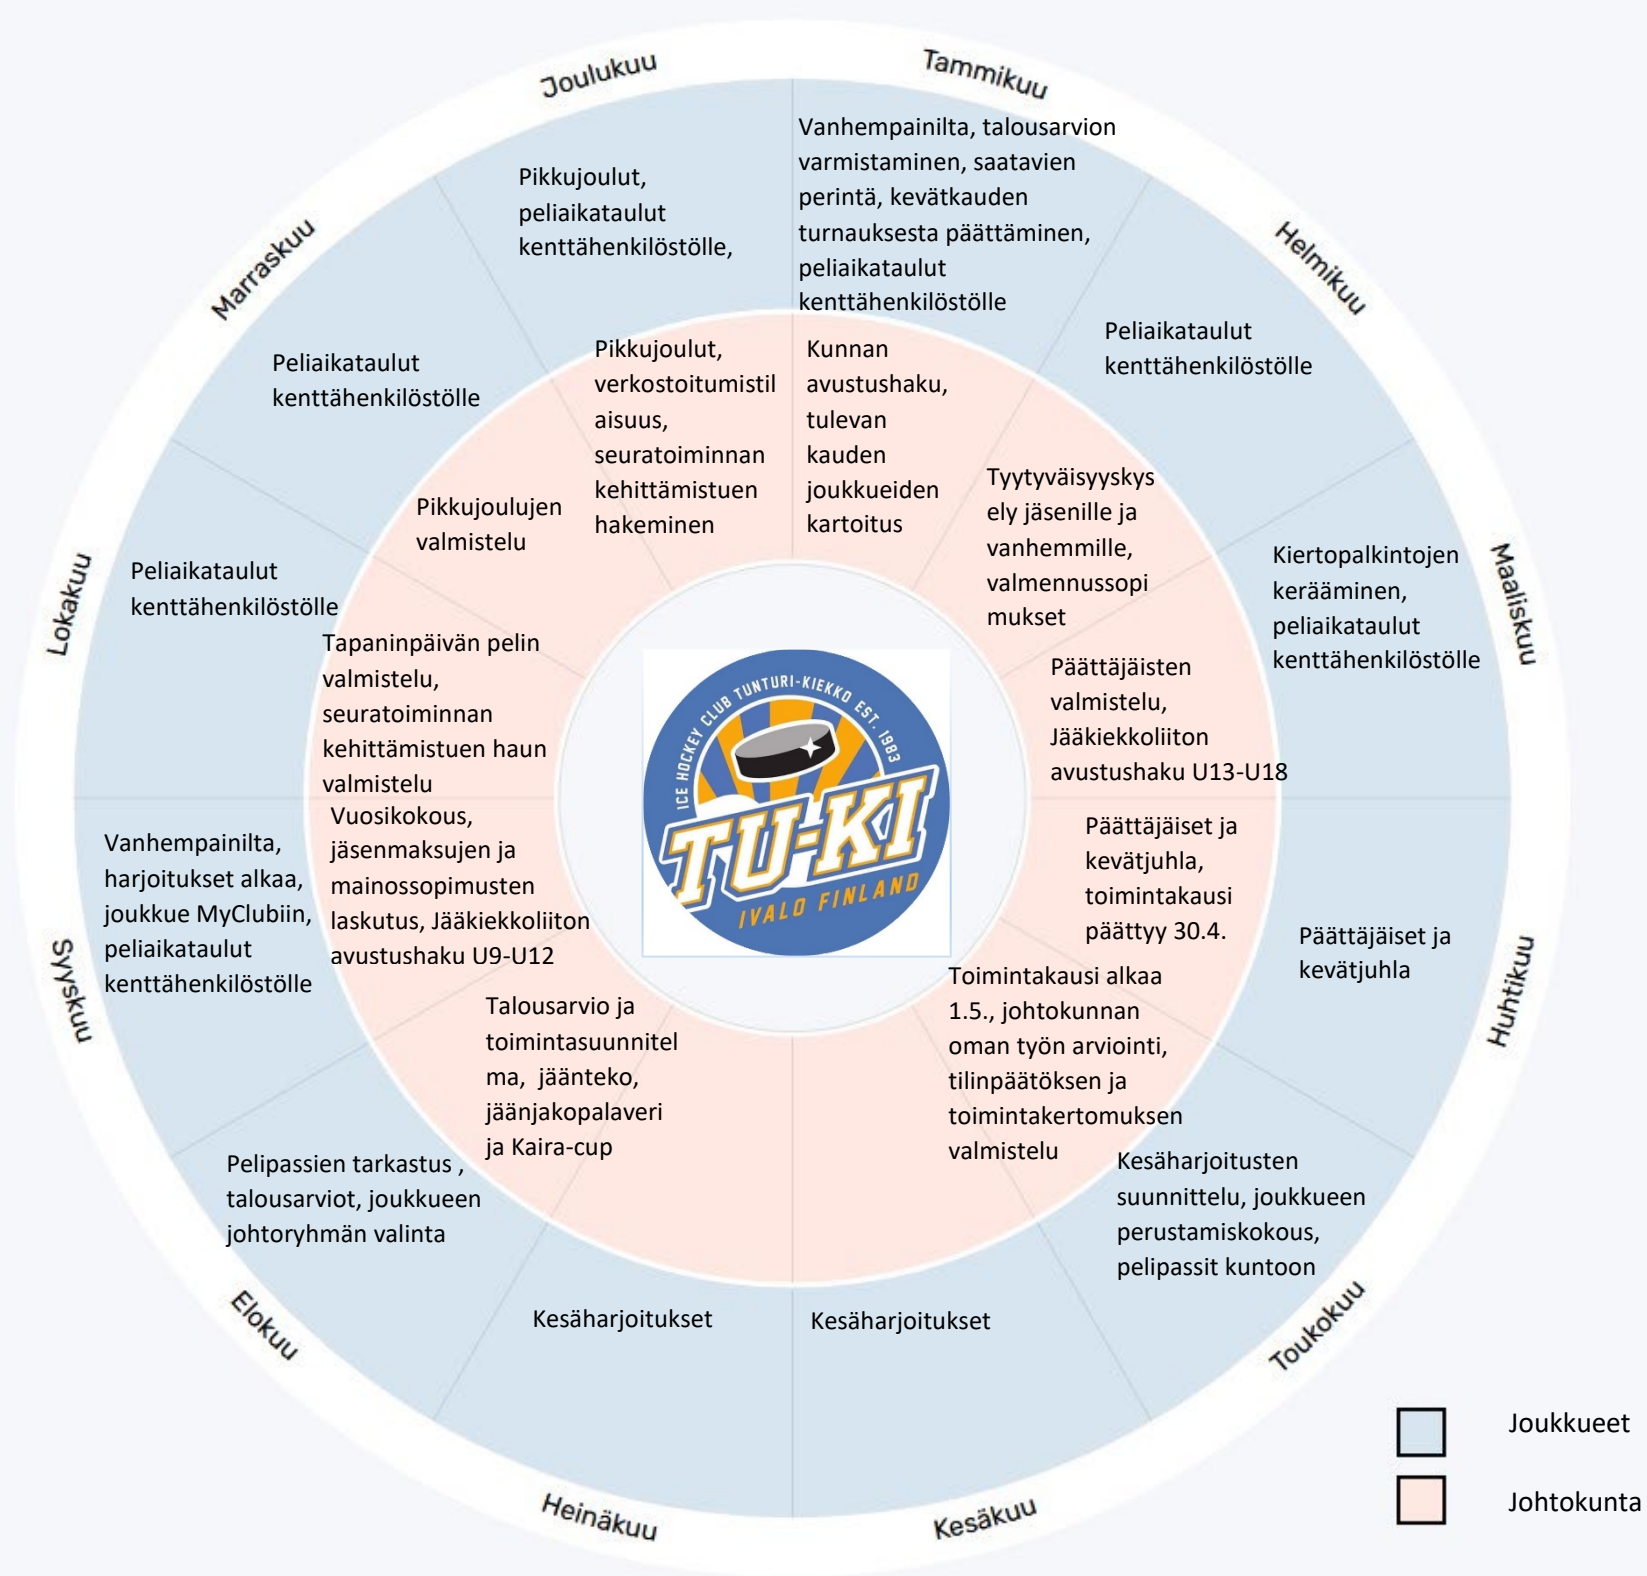 Joulukuu
Tammikuu
Vanhempainilta, talousarvion
varmistaminen, saatavien
perintä, kevätkauden
turnauksesta päättäminen,
peliaikataulut
kenttähenkilöstölle
Helmikuu
Peliaikataulut
kenttähenkilöstölle
Maaliskuu
Kiertopalkintojen
kerääminen,
peliaikataulut
kenttähenkilöstölle
Huhtikuu
Päättäjäiset ja
kevätjuhla
Toukokuu
Kesäharjoitusten
suunnittelu, joukkueen
perustamiskokous,
pelipassit kuntoon
Kesäkuu
Kesäharjoitukset
Heinäkuu
Kesäharjoitukset
Elokuu
Pelipassien tarkastus ,
talousarviot, joukkueen
johtoryhmän valinta
Syyskuu
Vanhempainilta,
harjoitukset alkaa,
joukkue MyClubiin,
peliaikataulut
kenttähenkilöstölle
Lokakuu
Peliaikataulut
kenttähenkilöstölle
Marraskuu
Peliaikataulut
kenttähenkilöstölle
Pikkujoulut,
peliaikataulut
kenttähenkilöstölle,
Kunnan
avustushaku,
tulevan
kauden
joukkueiden
kartoitus
Tyytyväisyyskys
ely jäsenille ja
vanhemmille,
valmennussopi
mukset
Päättäjäisten
valmistelu,
Jääkiekkoliiton
avustushaku U13-U18
Päättäjäiset ja
kevätjuhla,
toimintakausi
päättyy 30.4.
Toimintakausi alkaa
1.5., johtokunnan
oman työn arviointi,
tilinpäätöksen ja
toimintakertomuksen
valmistelu
Talousarvio ja
toimintasuunnitel
ma,  jäänteko,
jäänjakopalaveri
ja Kaira-cup
Vuosikokous,
jäsenmaksujen ja
mainossopimusten
laskutus, Jääkiekkoliiton
avustushaku U9-U12
Tapaninpäivän pelin
valmistelu,
seuratoiminnan
kehittämistuen haun
valmistelu
Pikkujoulujen
valmistelu
Pikkujoulut,
verkostoitumistil
aisuus,
seuratoiminnan
kehittämistuen
hakeminen
ICE HOCKEY CLUB TUNTURI-KIEKKO EST. 1983
TU-KI
IVALO FINLAND
Joukkueet
Johtokunta